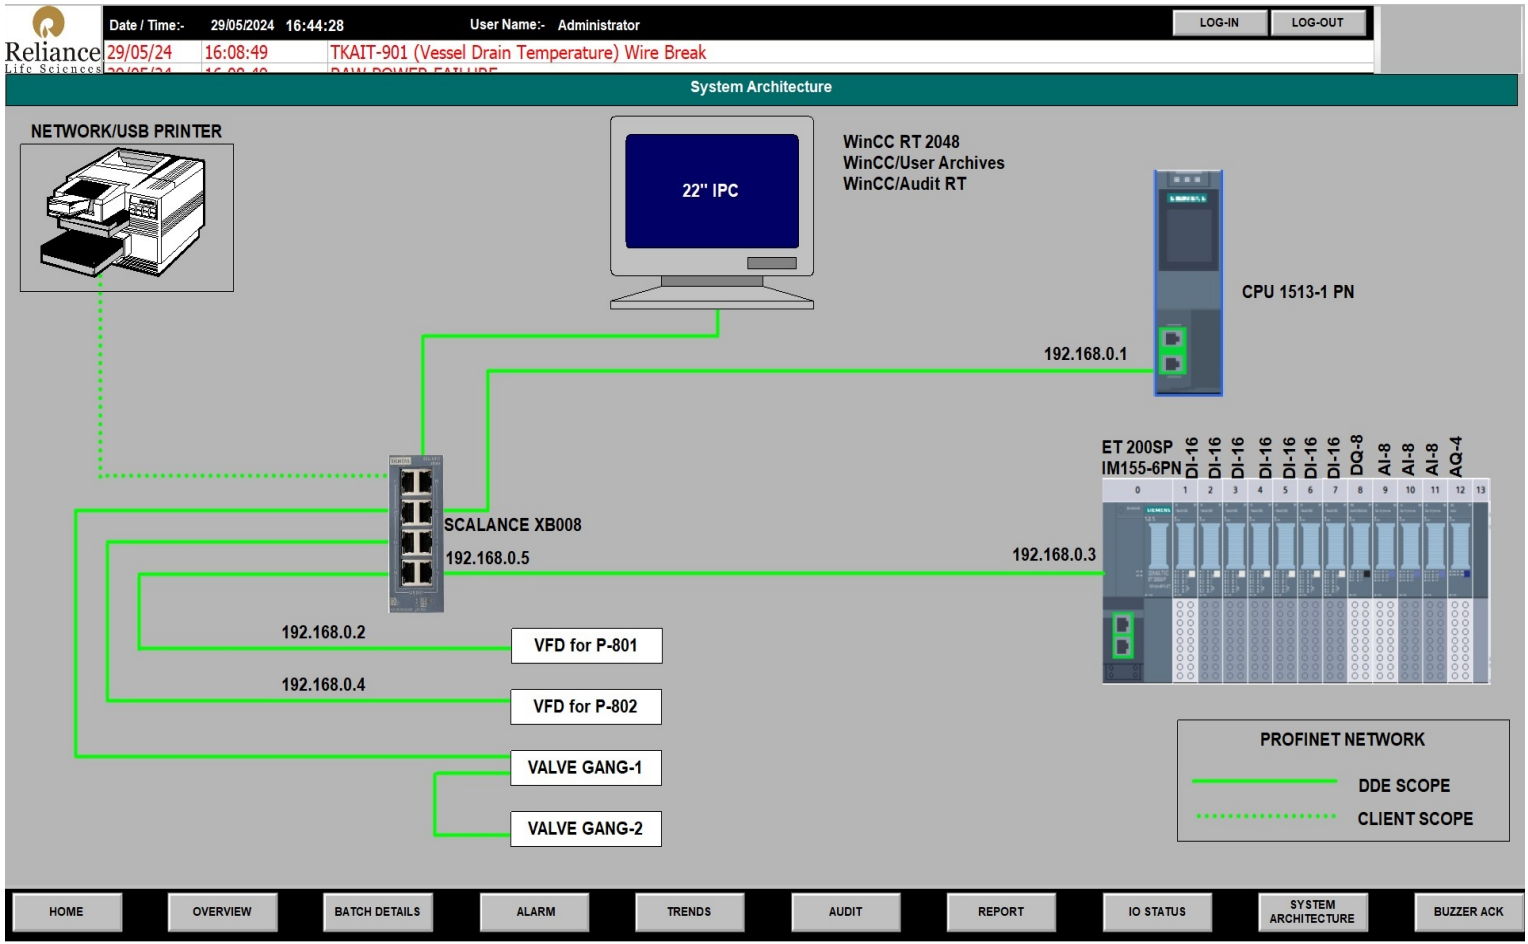 Reliance
Life Sciences
Date / Time:- 29/05/2024 16:44:28 User Name:- Administrator LOG-IN LOG-OUT
29/05/24 16:08:49 TKAIT-901 (Vessel Drain Temperature) Wire Break
RAW POWER FAILURE
System Architecture
NETWORK/USB PRINTER
22" IPC
WinCC RT 2048
WinCC/User Archives
WinCC/Audit RT
SIEMENS
CPU 1513-1 PN
192.168.0.1
ET 200SP
IM155-6PN
DI-16
DI-16
DI-16
DI-16
DI-16
DI-16
DI-16
DQ-8
AI-8
AI-8
AI-8
AQ-4
0 1 2 3 4 5 6 7 8 9 10 11 12 13
SIEMENS
SCALANCE XB008
192.168.0.5
192.168.0.3
192.168.0.2
VFD for P-801
192.168.0.4
VFD for P-802
VALVE GANG-1
VALVE GANG-2
PROFINET NETWORK
DDE SCOPE
CLIENT SCOPE
HOME OVERVIEW BATCH DETAILS ALARM TRENDS AUDIT REPORT IO STATUS SYSTEM ARCHITECTURE BUZZER ACK